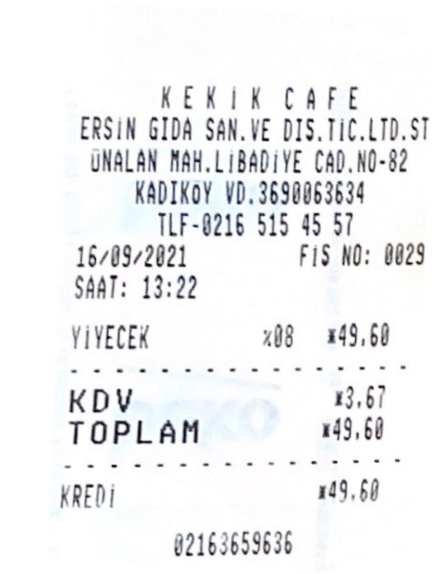 KEKİK CAFE
ERSİN GIDA SAN.VE DIS.TİC.LTD.ST
ÜNALAN MAH.LİBADİYE CAD.NO-82
KADIKOY VD.3690063634
TLF-0216 515 45 57
16/09/2021 FİS NO: 0029
SAAT: 13:22
YİYECEK %08 *49.60
KDV *3.67
TOPLAM *49.60
KREDİ *49.60
02163659636